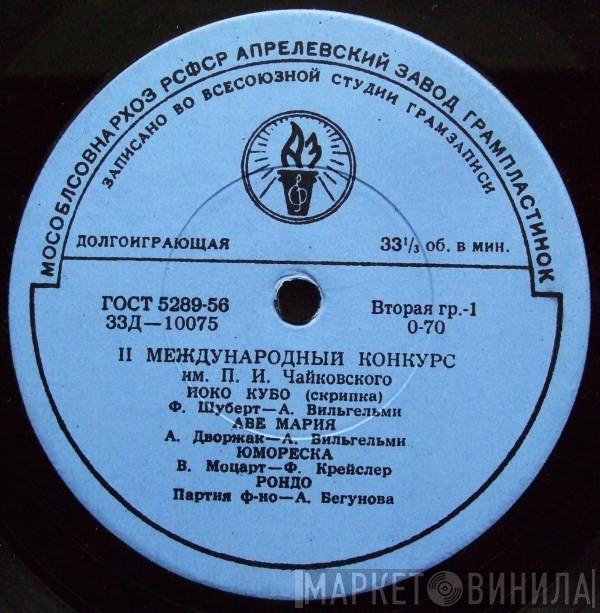 МОСОБЛСОВНАРХОЗ РСФСР АПРЕЛЕВСКИЙ ЗАВОД ГРАМПЛАСТИНОК
ЗАПИСАНО ВО ВСЕСОЮЗНОЙ СТУДИИ ГРАМЗАПИСИ
АЗ
ДОЛГОИГРАЮЩАЯ 33⅓ об. в мин.
ГОСТ 5289-56 Вторая гр.-1
33Д—10075 0-70
II МЕЖДУНАРОДНЫЙ КОНКУРС
им. П. И. Чайковского
ИОКО КУБО (скрипка)
Ф. Шуберт—А. Вильгельми
АВЕ МАРИЯ
А. Дворжак—А. Вильгельми
ЮМОРЕСКА
В. Моцарт—Ф. Крейслер
РОНДО
Партия ф-но—А. Бегунова
МАРКЕТ ВИНИЛА